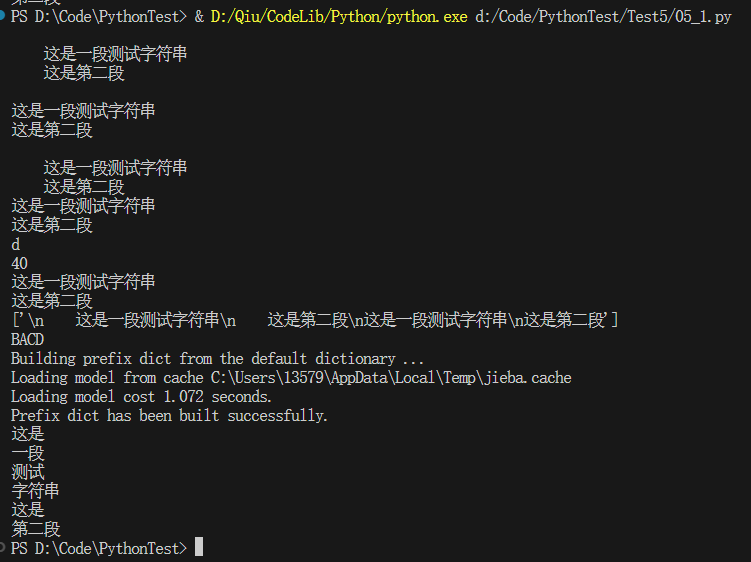 第二段
PS D:\Code\PythonTest> & D:/Qiu/CodeLib/Python/python.exe d:/Code/PythonTest/Test5/05_1.py
这是一段测试字符串
这是第二段
这是一段测试字符串
这是第二段
这是一段测试字符串
这是第二段
这是一段测试字符串
这是第二段
d
40
这是一段测试字符串
这是第二段
['\n   这是一段测试字符串\n   这是第二段\n这是一段测试字符串\n这是第二段']
BACD
Building prefix dict from the default dictionary ...
Loading model from cache C:\Users\13579\AppData\Local\Temp\jieba.cache
Loading model cost 1.072 seconds.
Prefix dict has been built successfully.
这是
一段
测试
字符串
这是
第二段
PS D:\Code\PythonTest>